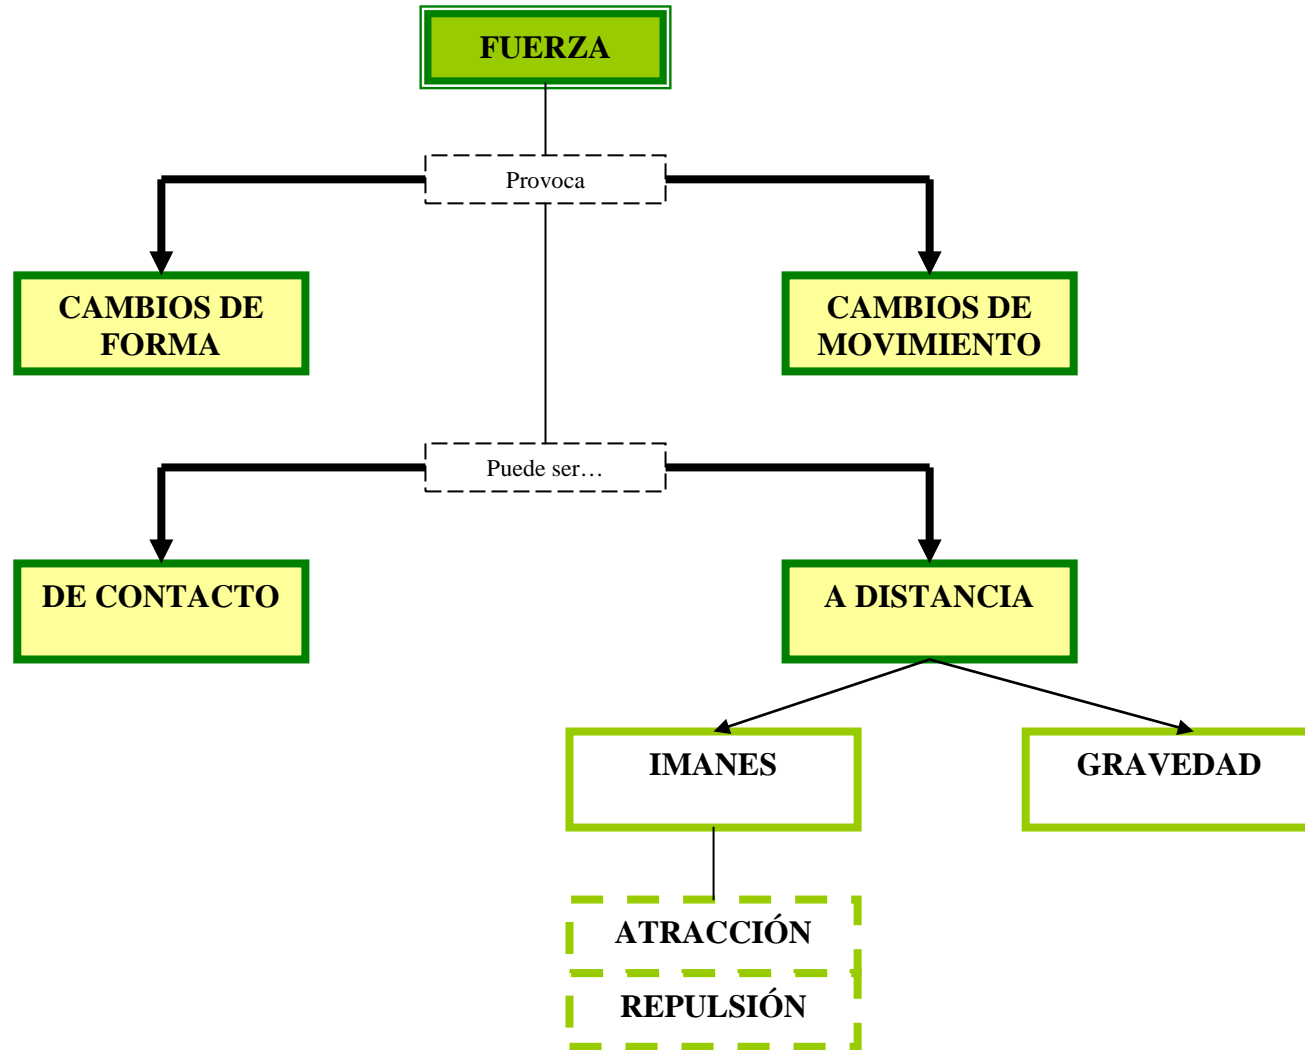 FUERZA
Provoca
CAMBIOS DE
FORMA
CAMBIOS DE
MOVIMIENTO
Puede ser…
DE CONTACTO
A DISTANCIA
IMANES
GRAVEDAD
ATRACCIÓN
REPULSIÓN